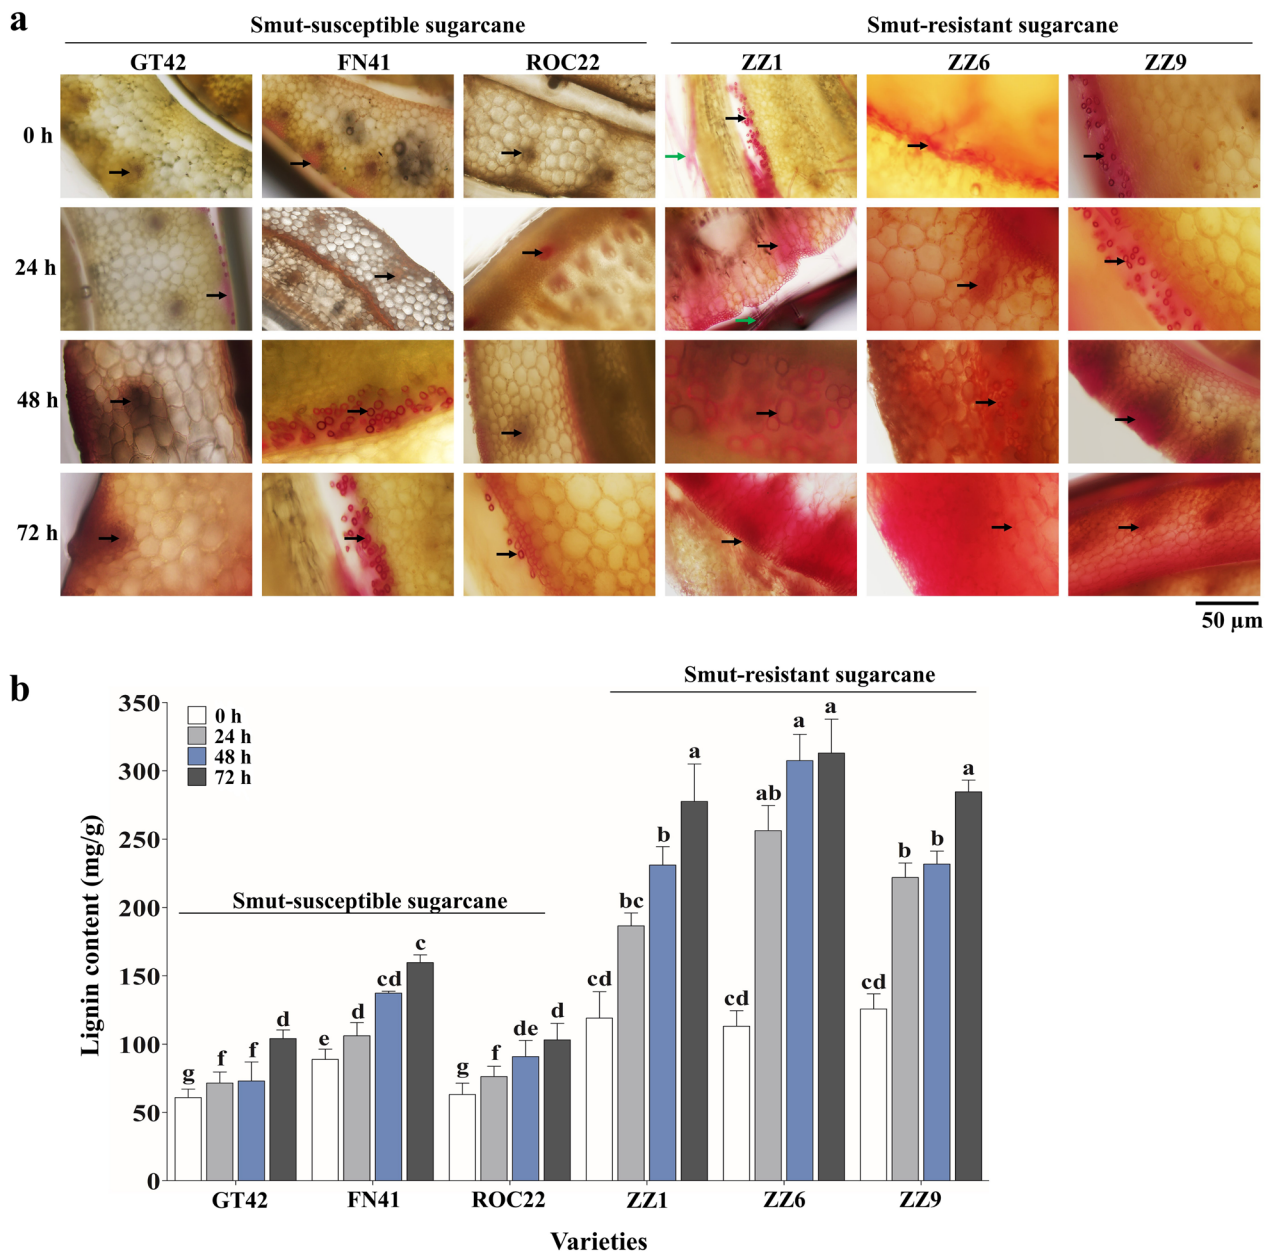 a
Smut-susceptible sugarcane
Smut-resistant sugarcane
GT42 FN41 ROC22 ZZ1 ZZ6 ZZ9
0 h
24 h
48 h
72 h
50 μm
b
Smut-resistant sugarcane
350
300
250
200
150
100
50
0
Lignin content (mg/g)
0 h
24 h
48 h
72 h
Smut-susceptible sugarcane
g f f d
e d cd c
g f de d
cd bc b a
cd ab a a
cd b b a
GT42 FN41 ROC22 ZZ1 ZZ6 ZZ9
Varieties